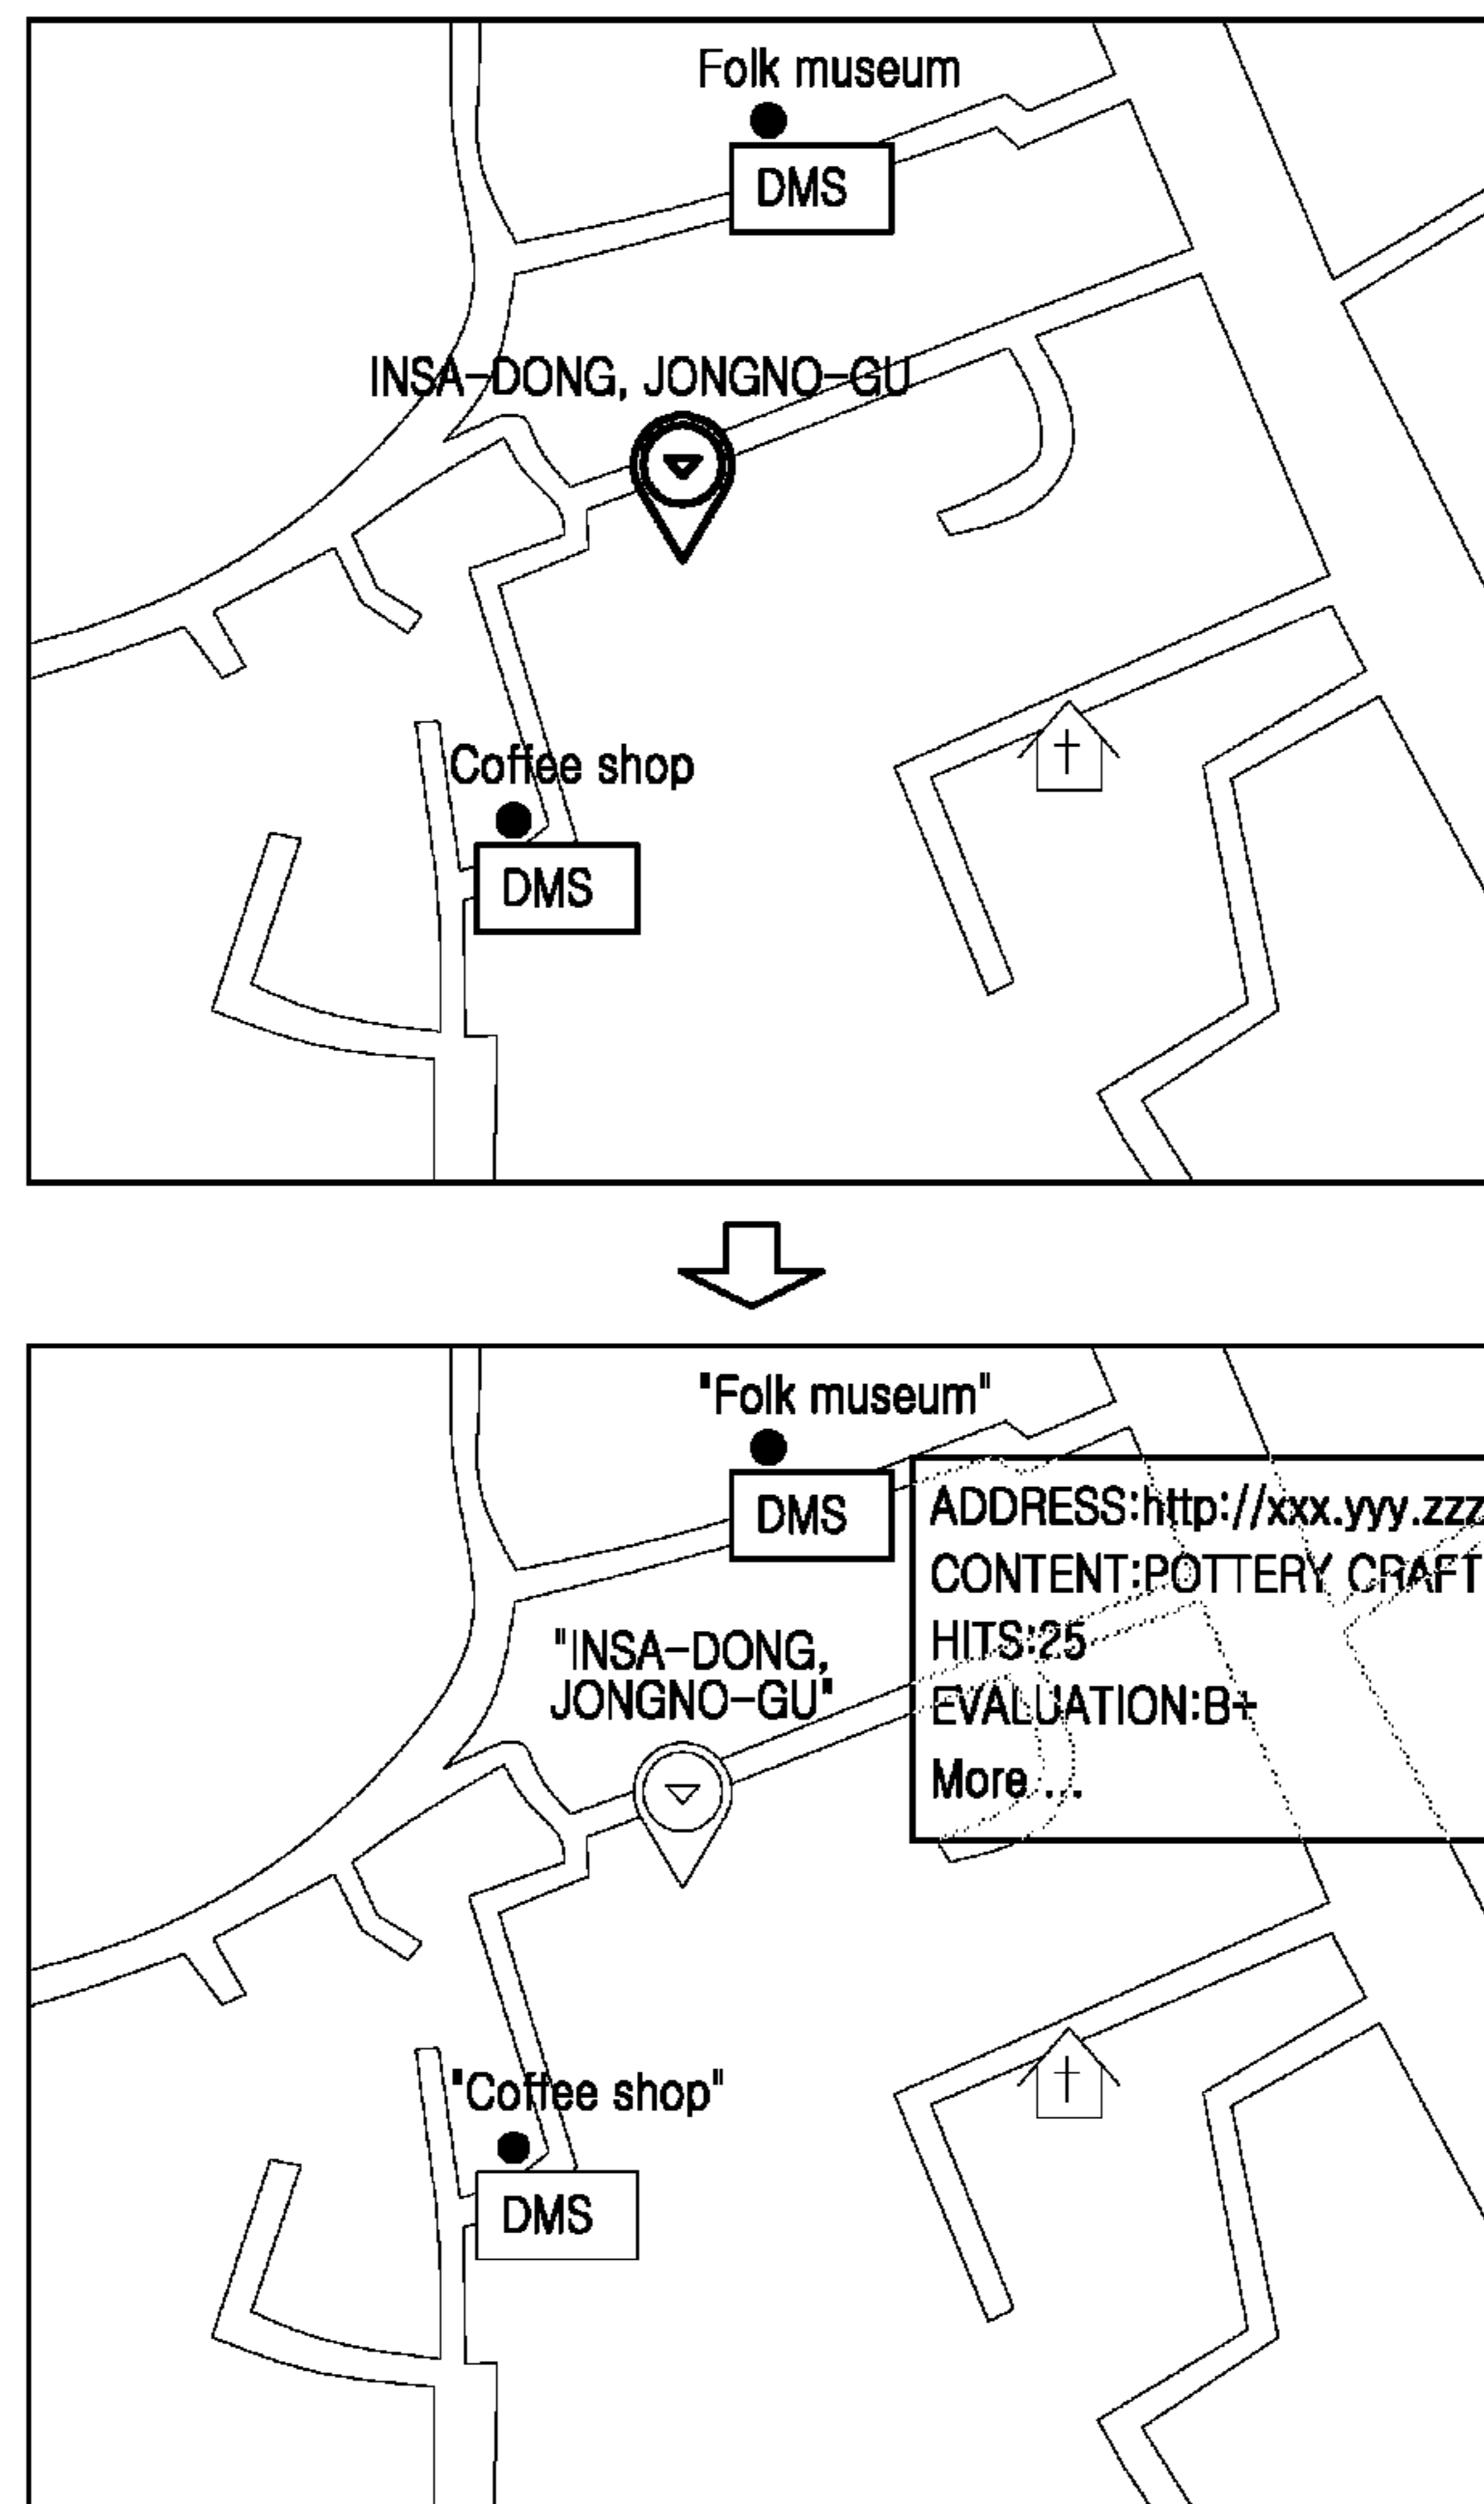 Folk museum
DMS
INSA-DONG, JONGNO-GU
Coffee shop
DMS
"Folk museum"
DMS
ADDRESS:http://xxx.yyy.zzz
CONTENT:POTTERY CRAFT
HITS:25
EVALUATION:B+
More ...
"INSA-DONG,
JONGNO-GU"
"Coffee shop"
DMS